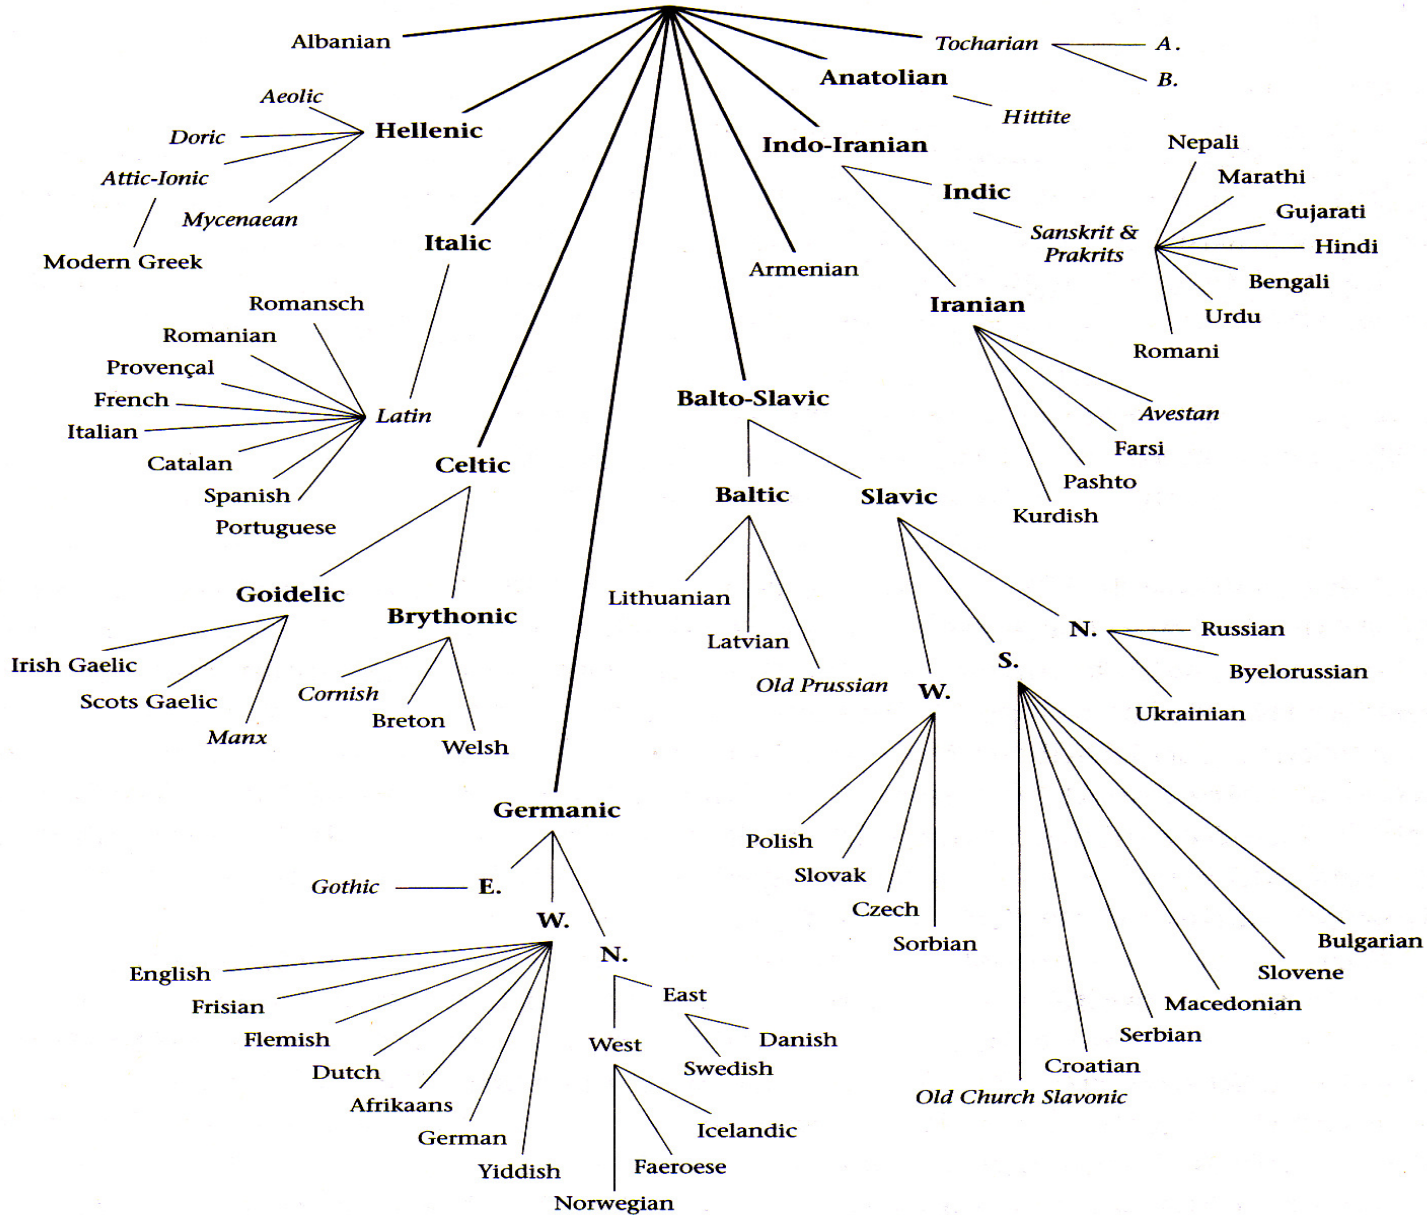 Albanian
Tocharian
A.
B.
Anatolian
Hittite
Aeolic
Doric
Hellenic
Attic-Ionic
Mycenaean
Modern Greek
Indo-Iranian
Indic
Sanskrit &
Prakrits
Nepali
Marathi
Gujarati
Hindi
Bengali
Urdu
Romani
Italic
Armenian
Iranian
Romansch
Romanian
Provençal
French
Italian
Latin
Catalan
Spanish
Portuguese
Balto-Slavic
Avestan
Farsi
Pashto
Kurdish
Celtic
Baltic
Slavic
Goidelic
Brythonic
Lithuanian
Latvian
Old Prussian
Irish Gaelic
Scots Gaelic
Manx
Cornish
Breton
Welsh
N.
Russian
Byelorussian
Ukrainian
S.
W.
Germanic
Polish
Slovak
Czech
Sorbian
Gothic
E.
W.
N.
Bulgarian
Slovene
Macedonian
Serbian
Croatian
Old Church Slavonic
English
Frisian
Flemish
Dutch
Afrikaans
German
Yiddish
East
West
Danish
Swedish
Icelandic
Faeroese
Norwegian